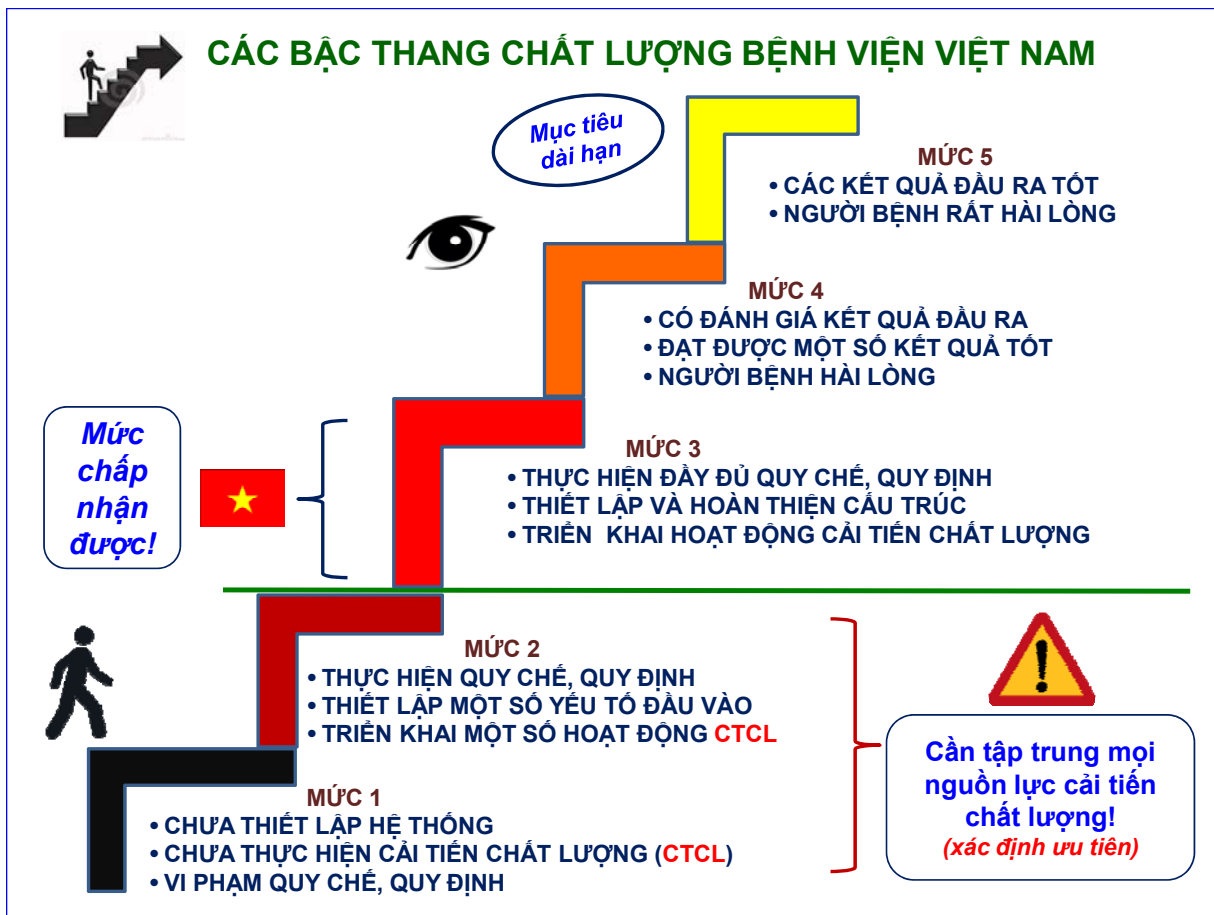 CÁC BẬC THANG CHẤT LƯỢNG BỆNH VIỆN VIỆT NAM
Mục tiêu
dài hạn
MỨC 5
• CÁC KẾT QUẢ ĐẦU RA TỐT
• NGƯỜI BỆNH RẤT HÀI LÒNG
MỨC 4
• CÓ ĐÁNH GIÁ KẾT QUẢ ĐẦU RA
• ĐẠT ĐƯỢC MỘT SỐ KẾT QUẢ TỐT
• NGƯỜI BỆNH HÀI LÒNG
Mức
chấp
nhận
được!
MỨC 3
• THỰC HIỆN ĐẦY ĐỦ QUY CHẾ, QUY ĐỊNH
• THIẾT LẬP VÀ HOÀN THIỆN CẤU TRÚC
• TRIỂN KHAI HOẠT ĐỘNG CẢI TIẾN CHẤT LƯỢNG
MỨC 2
• THỰC HIỆN QUY CHẾ, QUY ĐỊNH
• THIẾT LẬP MỘT SỐ YẾU TỐ ĐẦU VÀO
• TRIỂN KHAI MỘT SỐ HOẠT ĐỘNG CTCL
Cần tập trung mọi
nguồn lực cải tiến
chất lượng!
(xác định ưu tiên)
MỨC 1
• CHƯA THIẾT LẬP HỆ THỐNG
• CHƯA THỰC HIỆN CẢI TIẾN CHẤT LƯỢNG (CTCL)
• VI PHẠM QUY CHẾ, QUY ĐỊNH